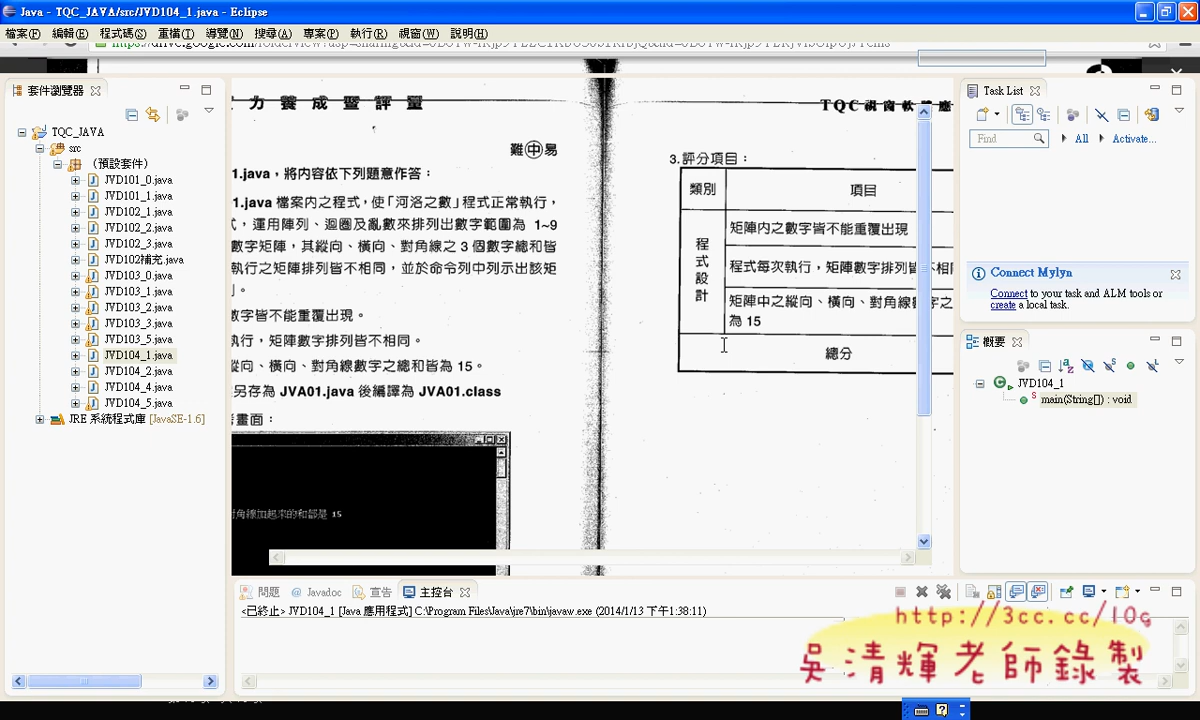 Java - TQC_JAVA/src/JVD104_1.java - Eclipse
檔案(F) 編輯(E) 程式碼(S) 重構(T) 導覽(N) 搜尋(A) 專案(P) 執行(R) 視窗(W) 說明(H)
套件瀏覽器
TQC_JAVA
src
(預設套件)
JVD101_0.java
JVD101_1.java
JVD102_1.java
JVD102_2.java
JVD102_3.java
JVD102補充.java
JVD103_0.java
JVD103_1.java
JVD103_2.java
JVD103_3.java
JVD103_5.java
JVD104_1.java
JVD104_2.java
JVD104_4.java
JVD104_5.java
JRE 系統程式庫 [JavaSE-1.6]
力養成暨評量
難中易
1.java，將內容依下列題意作答：
1.java 檔案內之程式，使「河洛之數」程式正常執行，
，運用陣列、迴圈及亂數來排列出數字範圍為 1~9
數字矩陣，其縱向、橫向、對角線之 3 個數字總和皆
執行之矩陣排列皆不相同，並於命令列中列示出該矩
。
數字皆不能重覆出現。
執行，矩陣數字排列皆不相同。
縱向、橫向、對角線數字之總和皆為 15。
另存為 JVA01.java 後編譯為 JVA01.class
畫面：
對角線加起來的和都是 15
TQC視窗軟體應
3.評分項目：
類別 項目
程式設計
矩陣內之數字皆不能重覆出現
程式每次執行，矩陣數字排列皆不相同
矩陣中之縱向、橫向、對角線數字之
為 15
總分
Task List
Find All Activate...
Connect Mylyn
Connect to your task and ALM tools or
create a local task.
概要
JVD104_1
main(String[]) : void
問題 @ Javadoc 宣告 主控台
<已終止> JVD104_1 [Java 應用程式] C:\Program Files\Java\jre7\bin\javaw.exe (2014/1/13 下午1:38:11)
http://3cc.cc/10g
吳清輝老師錄製